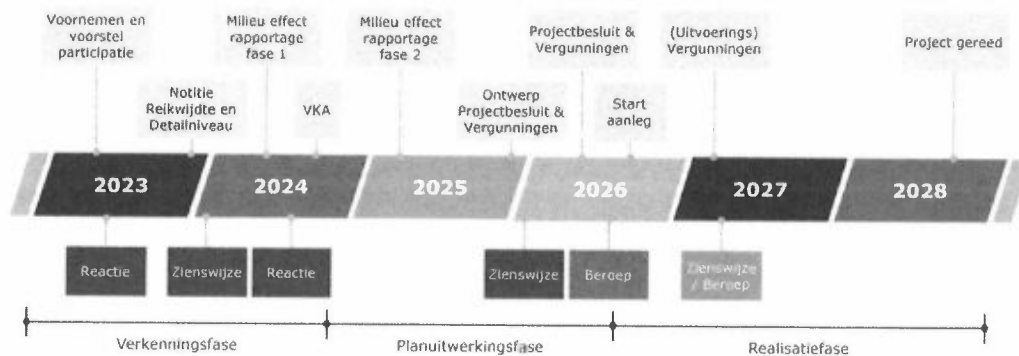 Voornemen en
voorstel
participatie
Notitie
Reikwijdte en
Detailniveau
Milieu effect
rapportage
fase 1
VKA
Milieu effect
rapportage
fase 2
Ontwerp
Projectbesluit &
Vergunningen
Projectbesluit &
Vergunningen
Start
aanleg
(Uitvoerings)
Vergunningen
Project gereed
2023
2024
2025
2026
2027
2028
Reactie
Zienswijze
Reactie
Zienswijze
Beroep
Zienswijze
/ Beroep
Verkenningsfase
Planuitwerkingsfase
Realisatiefase